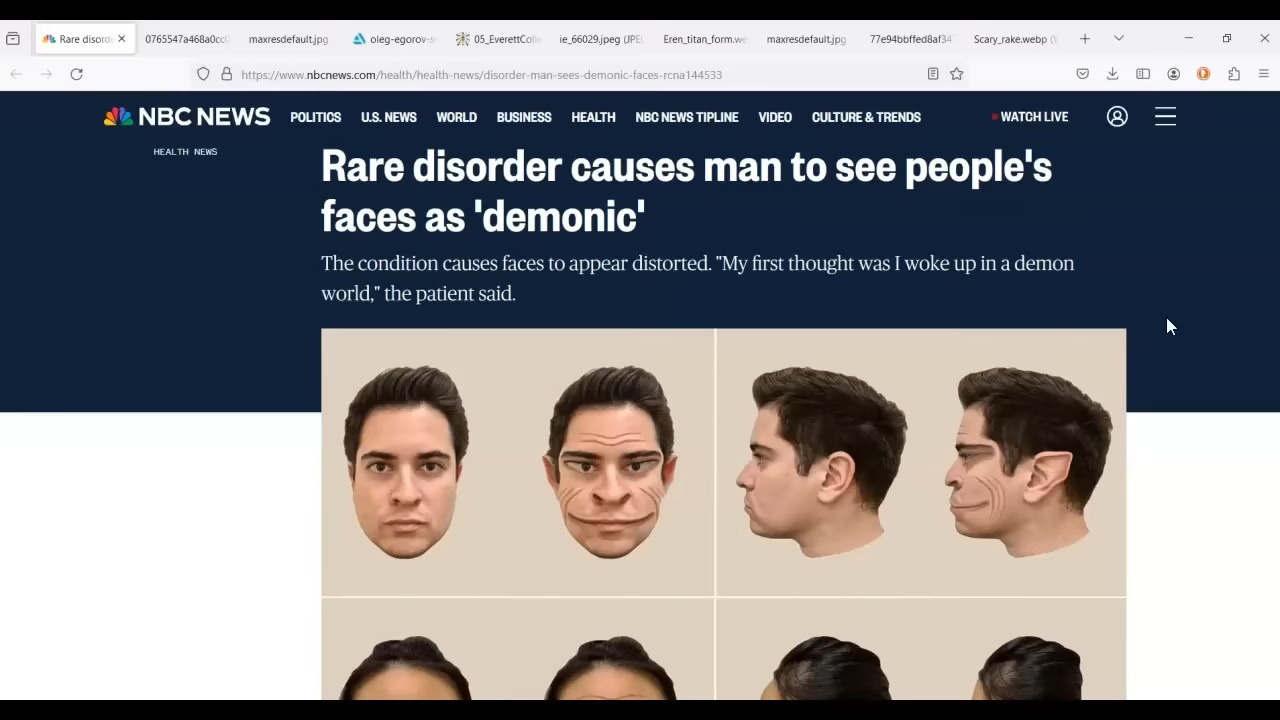 Rare disord
0765547a468a0cc
maxresdefault.jpg
oleg-egorov-s
05_EverettColl
ie_66029.jpeg (JPE
Eren_titan_form.we
maxresdefault.jpg
77e94bbffed8af34
Scary_rake.webp (
https://www.nbcnews.com/health/health-news/disorder-man-sees-demonic-faces-rcna144533
NBC NEWS
POLITICS
U.S. NEWS
WORLD
BUSINESS
HEALTH
NBC NEWS TIPLINE
VIDEO
CULTURE & TRENDS
WATCH LIVE
HEALTH NEWS
Rare disorder causes man to see people's
faces as 'demonic'
The condition causes faces to appear distorted. "My first thought was I woke up in a demon
world," the patient said.